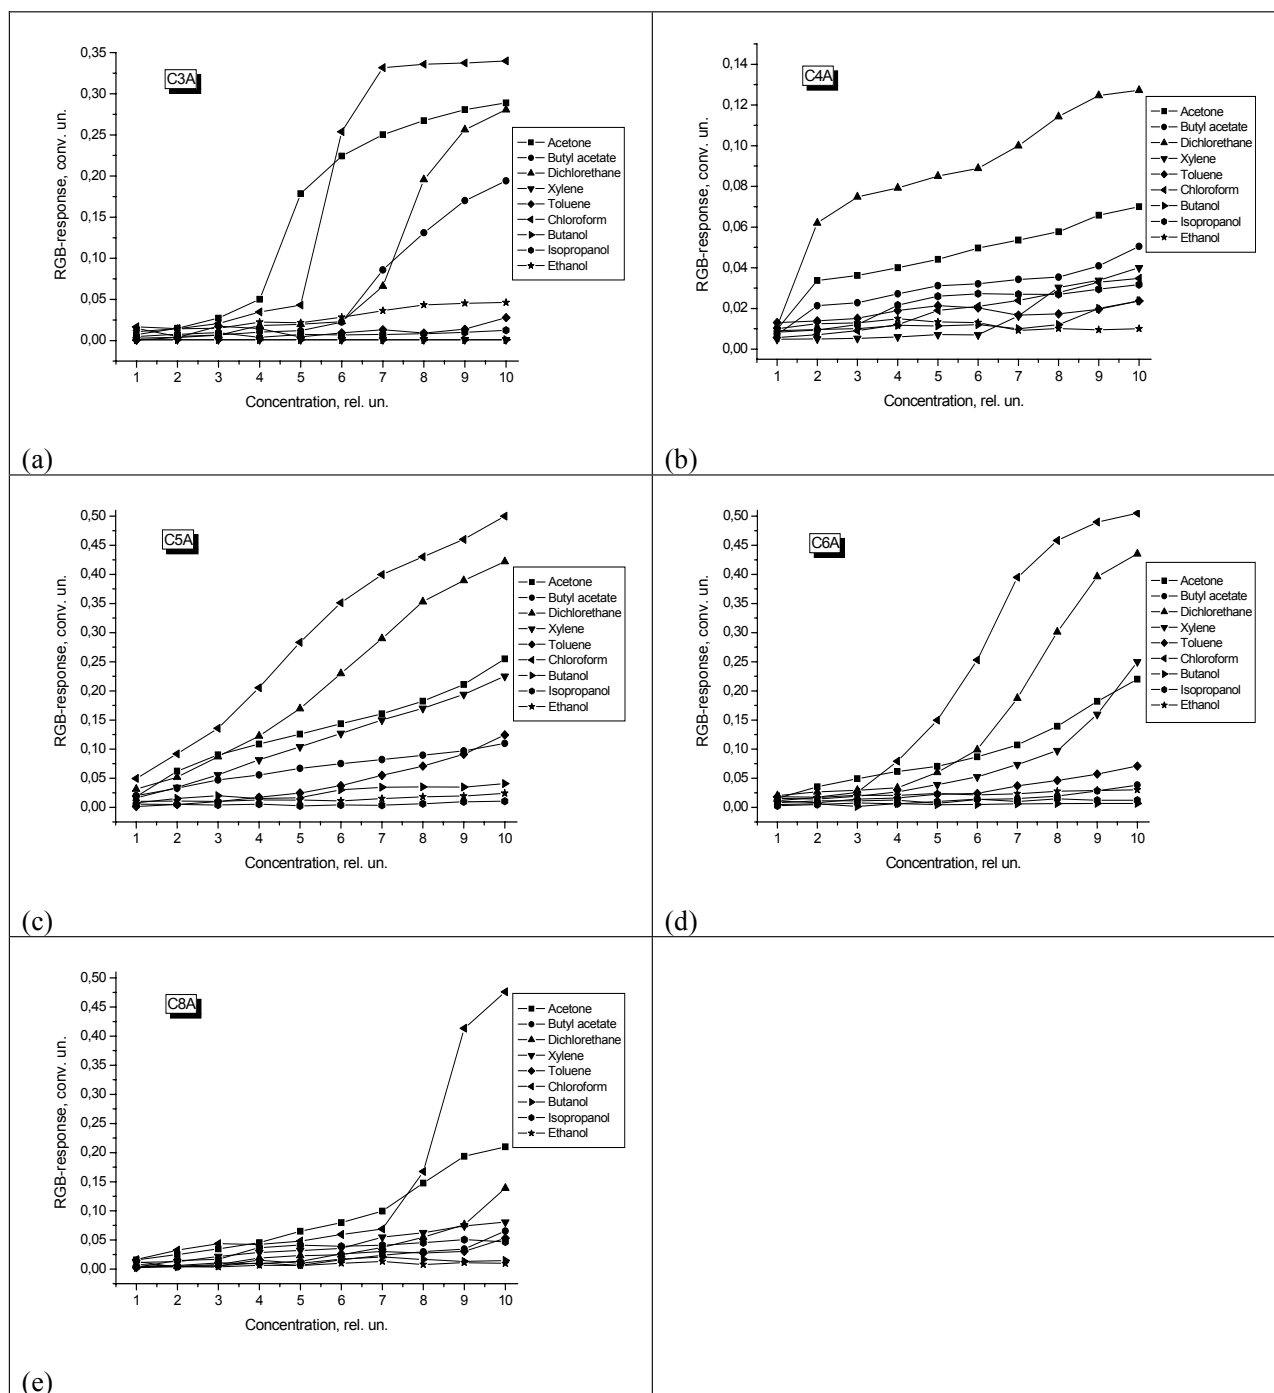 C3A
RGB-response, conv. un.
0,35
0,30
0,25
0,20
0,15
0,10
0,05
0,00
1 2 3 4 5 6 7 8 9 10
Concentration, rel. un.
Acetone
Butyl acetate
Dichlorethane
Xylene
Toluene
Chloroform
Butanol
Isopropanol
Ethanol
(a)
C4A
RGB-response, conv. un.
0,14
0,12
0,10
0,08
0,06
0,04
0,02
0,00
1 2 3 4 5 6 7 8 9 10
Concentration, rel. un.
Acetone
Butyl acetate
Dichlorethane
Xylene
Toluene
Chloroform
Butanol
Isopropanol
Ethanol
(b)
C5A
RGB-response, conv. un.
0,50
0,45
0,40
0,35
0,30
0,25
0,20
0,15
0,10
0,05
0,00
1 2 3 4 5 6 7 8 9 10
Concentration, rel. un.
Acetone
Butyl acetate
Dichlorethane
Xylene
Toluene
Chloroform
Butanol
Isopropanol
Ethanol
(c)
C6A
RGB-response, conv. un.
0,50
0,45
0,40
0,35
0,30
0,25
0,20
0,15
0,10
0,05
0,00
1 2 3 4 5 6 7 8 9 10
Concentration, rel. un.
Acetone
Butyl acetate
Dichlorethane
Xylene
Toluene
Chloroform
Butanol
Isopropanol
Ethanol
(d)
C8A
RGB-response, conv. un.
0,50
0,45
0,40
0,35
0,30
0,25
0,20
0,15
0,10
0,05
0,00
1 2 3 4 5 6 7 8 9 10
Concentration, rel. un.
Acetone
Butyl acetate
Dichlorethane
Xylene
Toluene
Chloroform
Butanol
Isopropanol
Ethanol
(e)